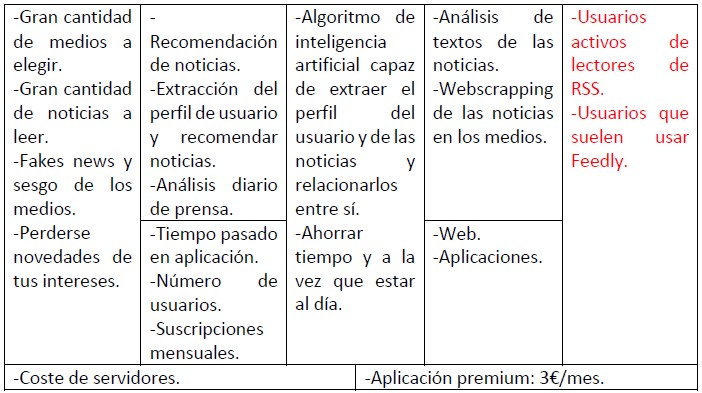 -Gran cantidad
de medios a
elegir.
-Gran cantidad
de noticias a
leer.
-Fakes news y
sesgo de los
medios.
-Perderse
novedades de
tus intereses.
-
Recomendación
de noticias.
-Extracción del
perfil de usuario
y recomendar
noticias.
-Análisis diario
de prensa.
-Tiempo pasado
en aplicación.
-Número de
usuarios.
-Suscripciones
mensuales.
-Algoritmo de
inteligencia
artificial capaz
de extraer el
perfil del
usuario y de las
noticias y
relacionarlos
entre sí.
-Ahorrar
tiempo y a la
vez que estar
al día.
-Análisis de
textos de las
noticias.
-Webscrapping
de las noticias
en los medios.
-Web.
-Aplicaciones.
-Usuarios
activos de
lectores de
RSS.
-Usuarios que
suelen usar
Feedly.
-Coste de servidores.
-Aplicación premium: 3€/mes.